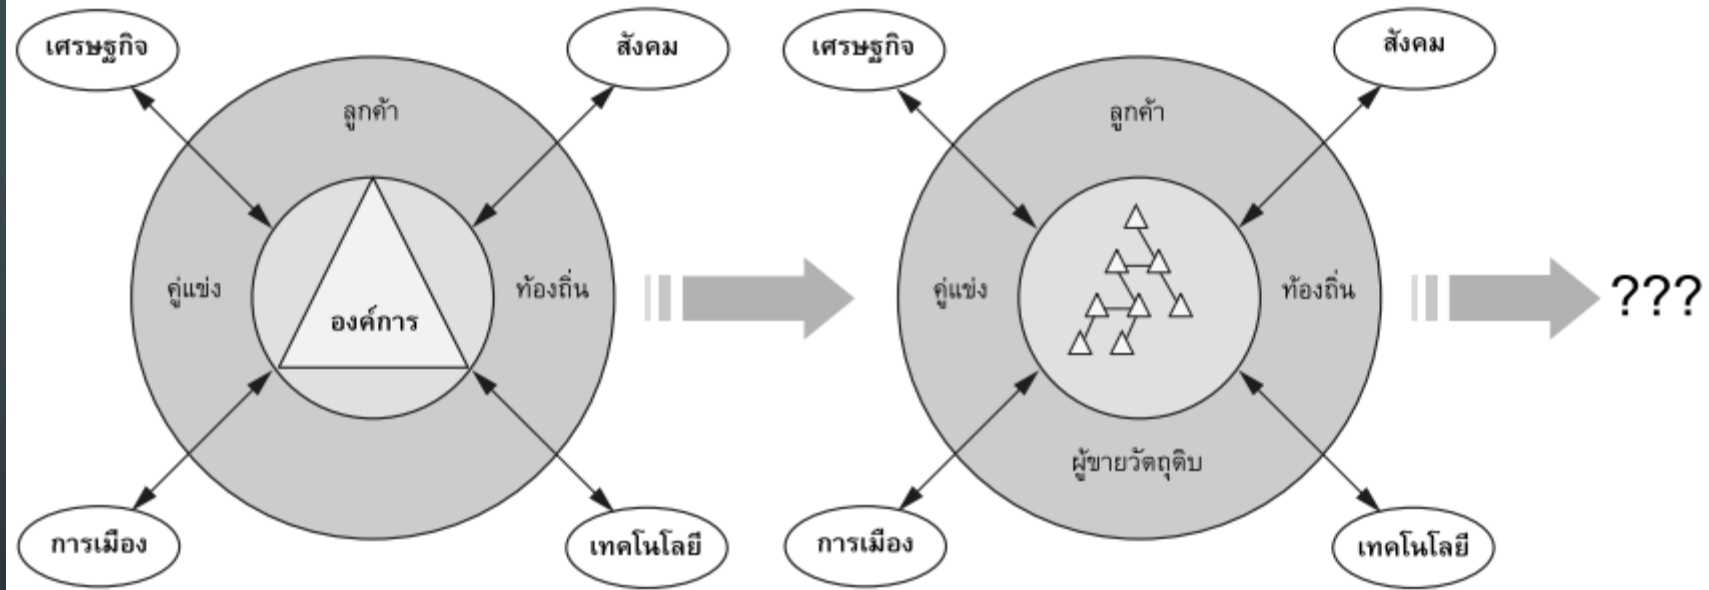 เศรษฐกิจ
สังคม
ลูกค้า
คู่แข่ง
ท้องถิ่น
องค์การ
การเมือง
เทคโนโลยี
เศรษฐกิจ
สังคม
ลูกค้า
คู่แข่ง
ท้องถิ่น
ผู้ขายวัตถุดิบ
การเมือง
เทคโนโลยี
???